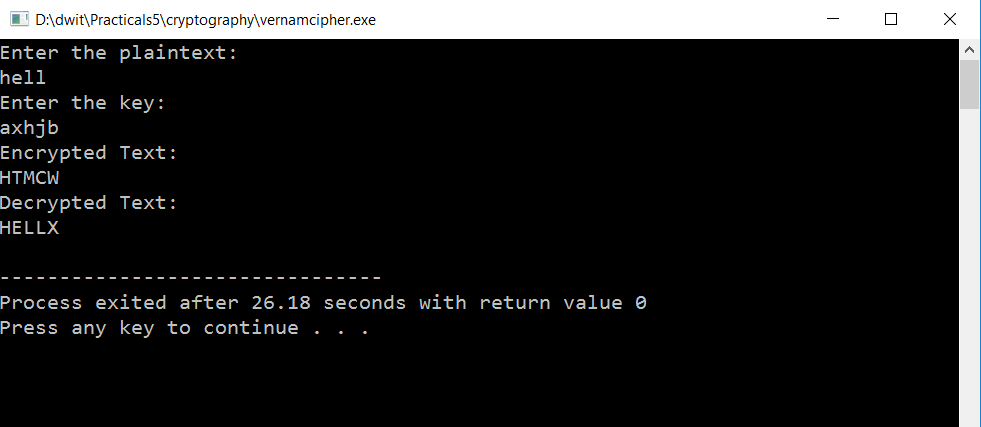 D:\dwit\Practicals5\cryptography\vernamcipher.exe
Enter the plaintext:
hell
Enter the key:
axhjb
Encrypted Text:
HTMCW
Decrypted Text:
HELLX
--------------------------------
Process exited after 26.18 seconds with return value 0
Press any key to continue . . .